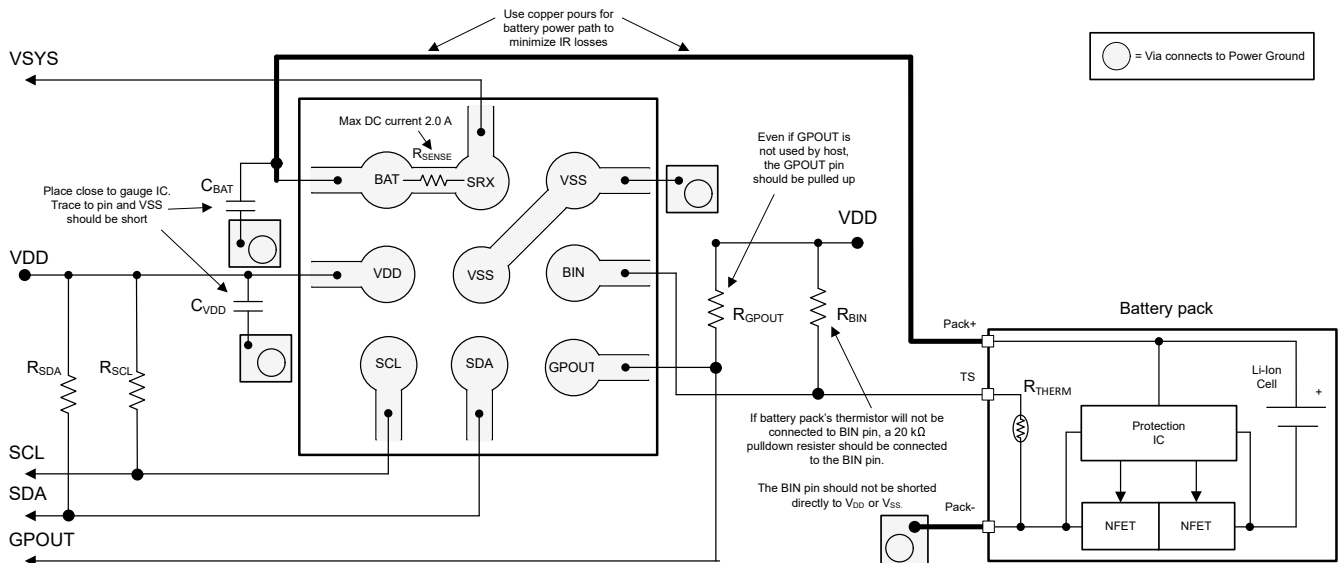 Use copper pours for
battery power path to
minimize IR losses
VSYS
= Via connects to Power Ground
Max DC current 2.0 A
RSENSE
BAT
SRX
VSS
Even if GPOUT is
not used by host,
the GPOUT pin
should be pulled up
Place close to gauge IC.
Trace to pin and VSS
should be short
CBAT
VDD
VDD
VDD
VSS
BIN
CVDD
RGPOUT
RBIN
Battery pack
Pack+
RSDA
RSCL
SCL
SDA
GPOUT
TS
RTHERM
Li-Ion
Cell
+
Protection
IC
If battery pack's thermistor will not be
connected to BIN pin, a 20 kΩ
pulldown resister should be connected
to the BIN pin.
The BIN pin should not be shorted
directly to VDD or VSS.
SCL
SDA
GPOUT
Pack-
NFET
NFET